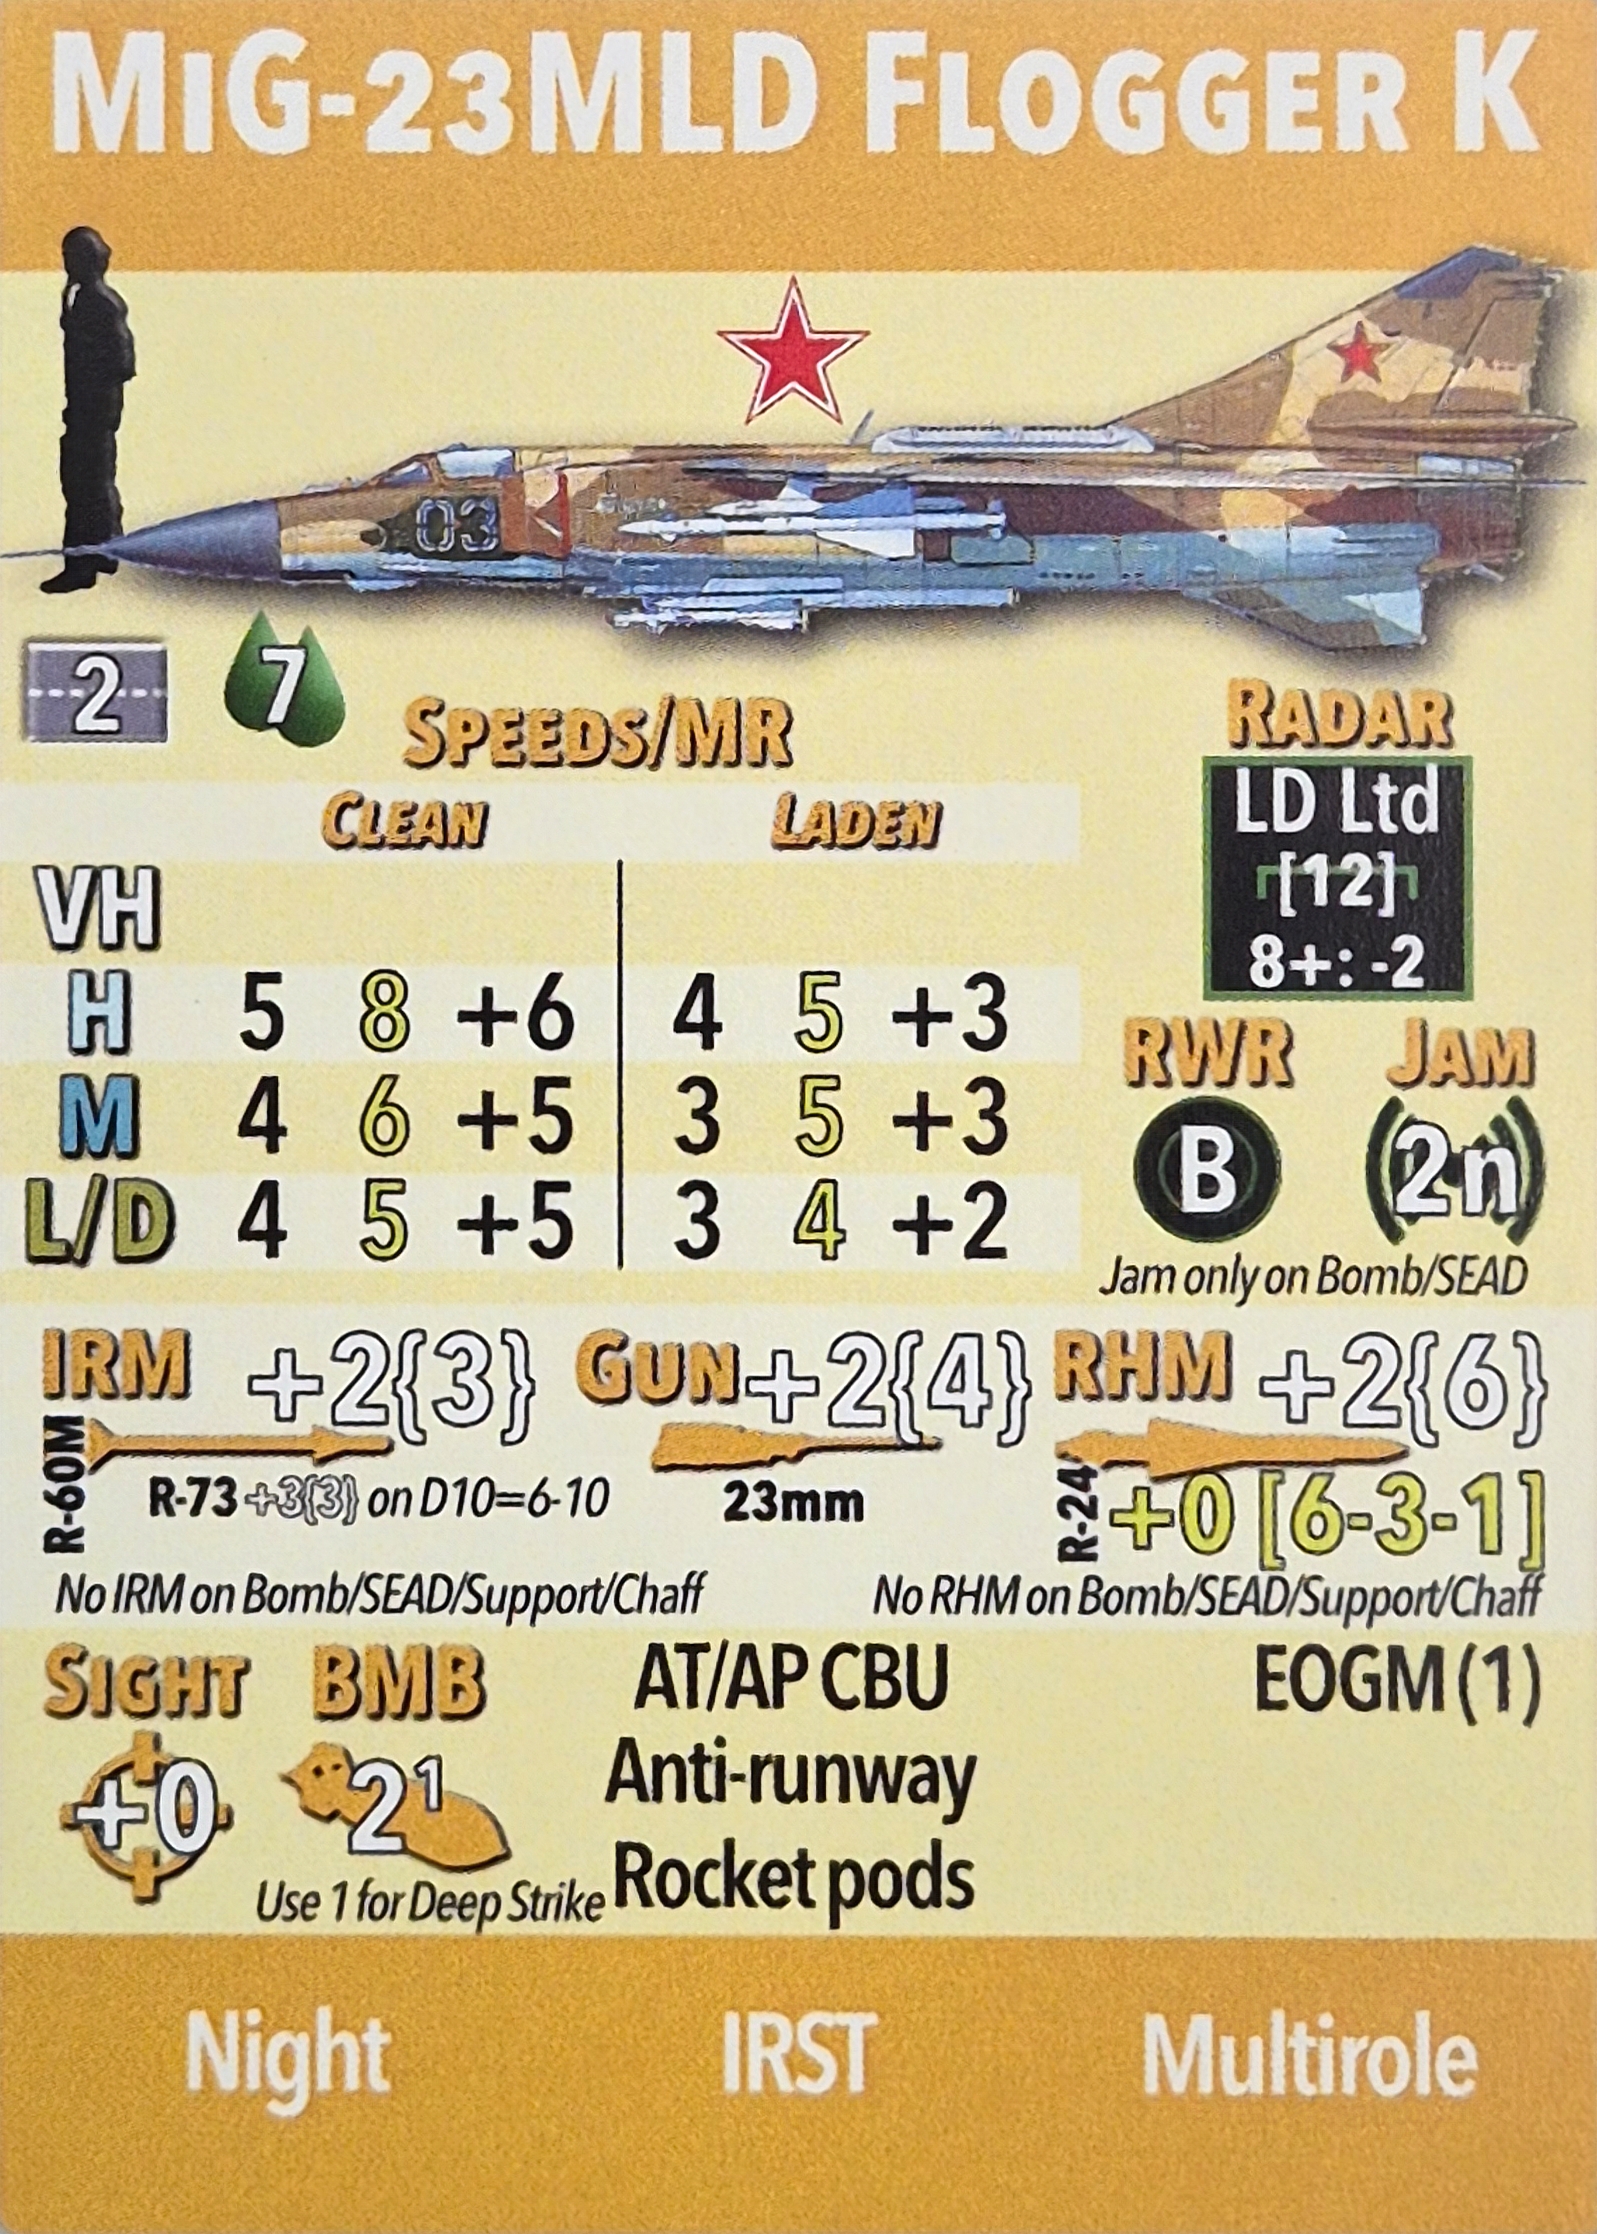 MiG-23MLD Flogger K
03
2 7
Speeds/MR
Radar
Clean Laden
LD Ltd
[12]
8+: -2
VH
H 5 8 +6 4 5 +3
M 4 6 +5 3 5 +3
L/D 4 5 +5 3 4 +2
RWR Jam
B 2n
Jam only on Bomb/SEAD
IRM +2{3} Gun +2{4} RHM +2{6}
R-60M
R-73 +3{3} on D10=6-10
23mm
R-24
+0 [6-3-1]
No IRM on Bomb/SEAD/Support/Chaff
No RHM on Bomb/SEAD/Support/Chaff
Sight BMB AT/AP CBU EOGM (1)
+0 2¹ Anti-runway
Use 1 for Deep Strike Rocket pods
Night IRST Multirole